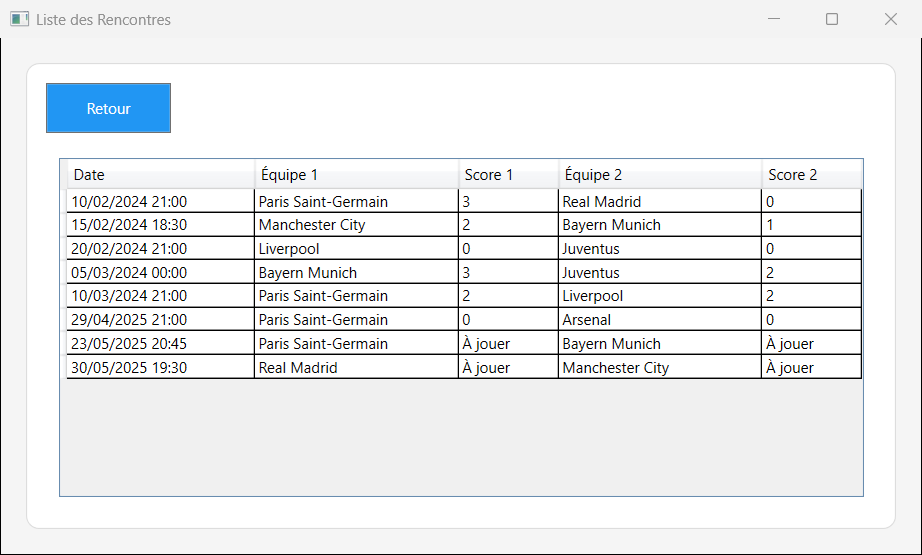 Liste des Rencontres
Retour
Date Équipe 1 Score 1 Équipe 2 Score 2
10/02/2024 21:00 Paris Saint-Germain 3 Real Madrid 0
15/02/2024 18:30 Manchester City 2 Bayern Munich 1
20/02/2024 21:00 Liverpool 0 Juventus 0
05/03/2024 00:00 Bayern Munich 3 Juventus 2
10/03/2024 21:00 Paris Saint-Germain 2 Liverpool 2
29/04/2025 21:00 Paris Saint-Germain 0 Arsenal 0
23/05/2025 20:45 Paris Saint-Germain À jouer Bayern Munich À jouer
30/05/2025 19:30 Real Madrid À jouer Manchester City À jouer